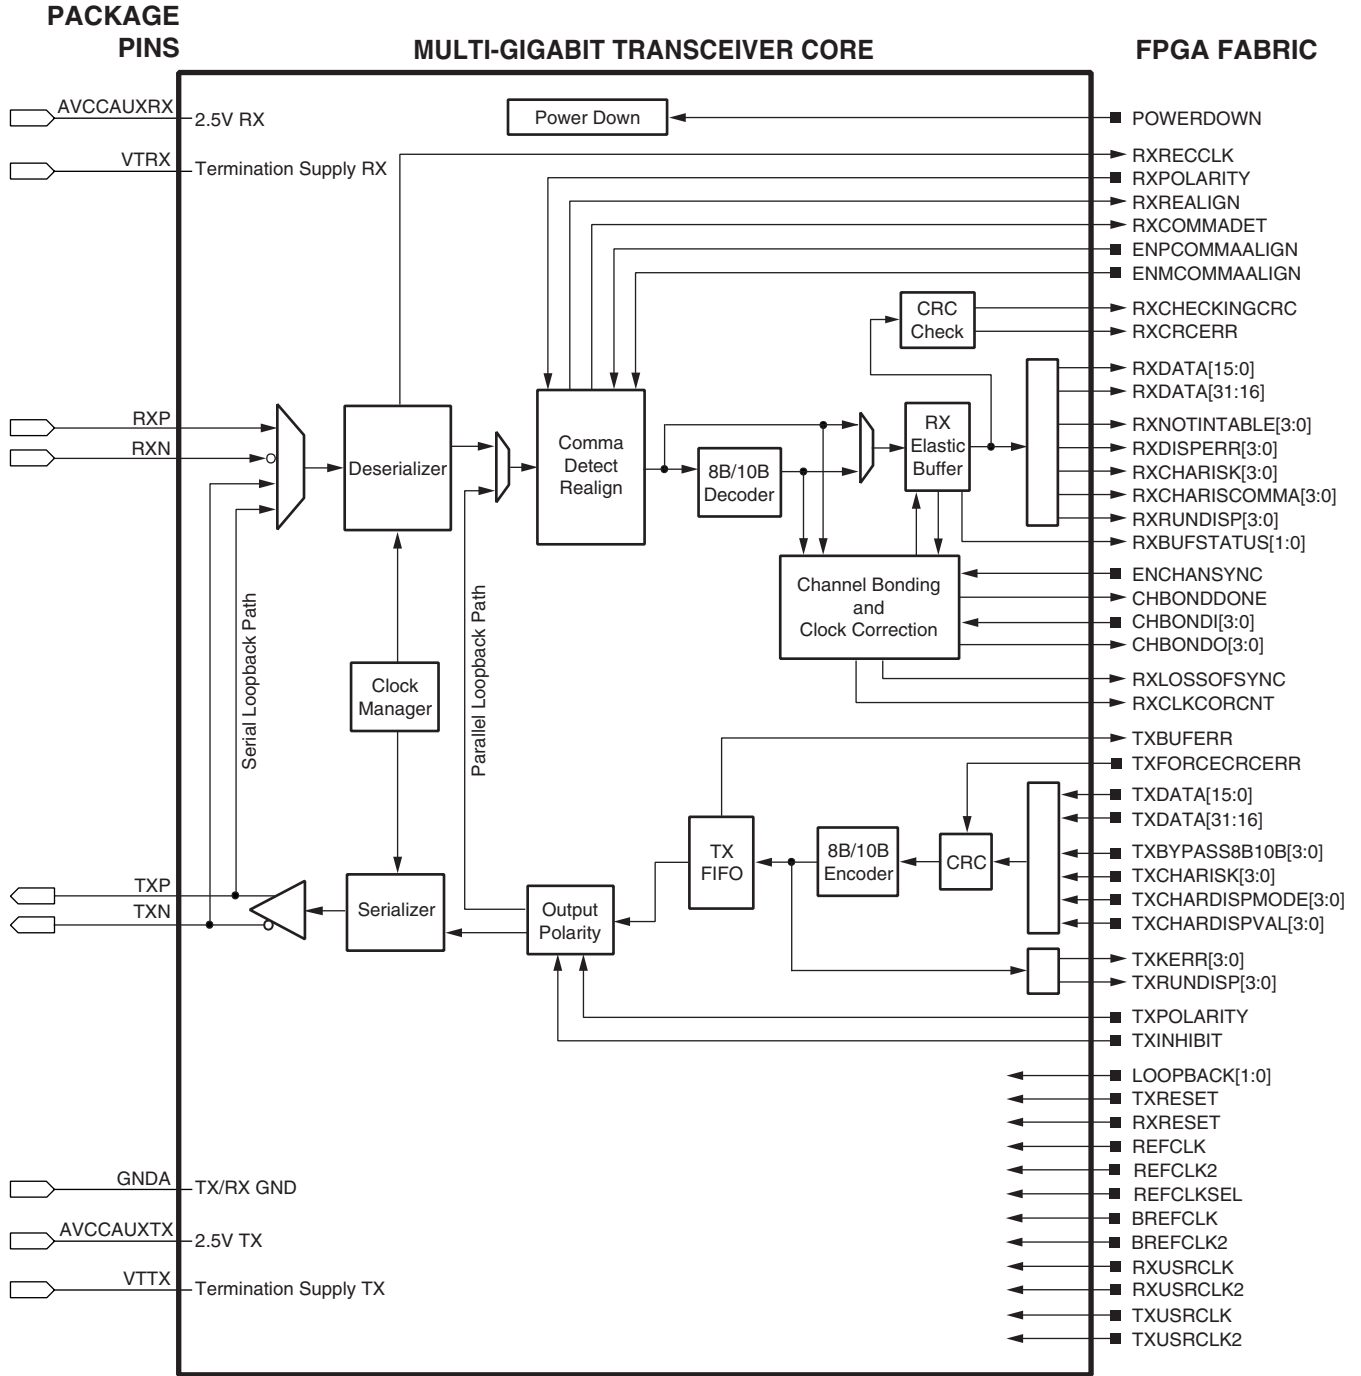 PACKAGE
PINS
MULTI-GIGABIT TRANSCEIVER CORE
FPGA FABRIC
AVCCAUXRX
2.5V RX
VTRX
Termination Supply RX
Power Down
POWERDOWN
RXRECCLK
RXPOLARITY
RXREALIGN
RXCOMMADET
ENPCOMMAALIGN
ENMCOMMAALIGN
CRC
Check
RXCHECKINGCRC
RXCRCERR
RXDATA[15:0]
RXDATA[31:16]
RXNOTINTABLE[3:0]
RXDISPERR[3:0]
RXCHARISK[3:0]
RXCHARISCOMMA[3:0]
RXRUNDISP[3:0]
RXBUFSTATUS[1:0]
RXP
RXN
Deserializer
Comma
Detect
Realign
8B/10B
Decoder
RX
Elastic
Buffer
Channel Bonding
and
Clock Correction
ENCHANSYNC
CHBONDDONE
CHBONDI[3:0]
CHBONDO[3:0]
RXLOSSOFSYNC
RXCLKCORCNT
Serial Loopback Path
Clock
Manager
Parallel Loopback Path
TXBUFERR
TXFORCECRCERR
TXDATA[15:0]
TXDATA[31:16]
TXBYPASS8B10B[3:0]
TXCHARISK[3:0]
TXCHARDISPMODE[3:0]
TXCHARDISPVAL[3:0]
TXKERR[3:0]
TXRUNDISP[3:0]
TXPOLARITY
TXINHIBIT
TX
FIFO
8B/10B
Encoder
CRC
TXP
TXN
Serializer
Output
Polarity
LOOPBACK[1:0]
TXRESET
RXRESET
REFCLK
REFCLK2
REFCLKSEL
BREFCLK
BREFCLK2
RXUSRCLK
RXUSRCLK2
TXUSRCLK
TXUSRCLK2
GNDA
TX/RX GND
AVCCAUXTX
2.5V TX
VTTX
Termination Supply TX